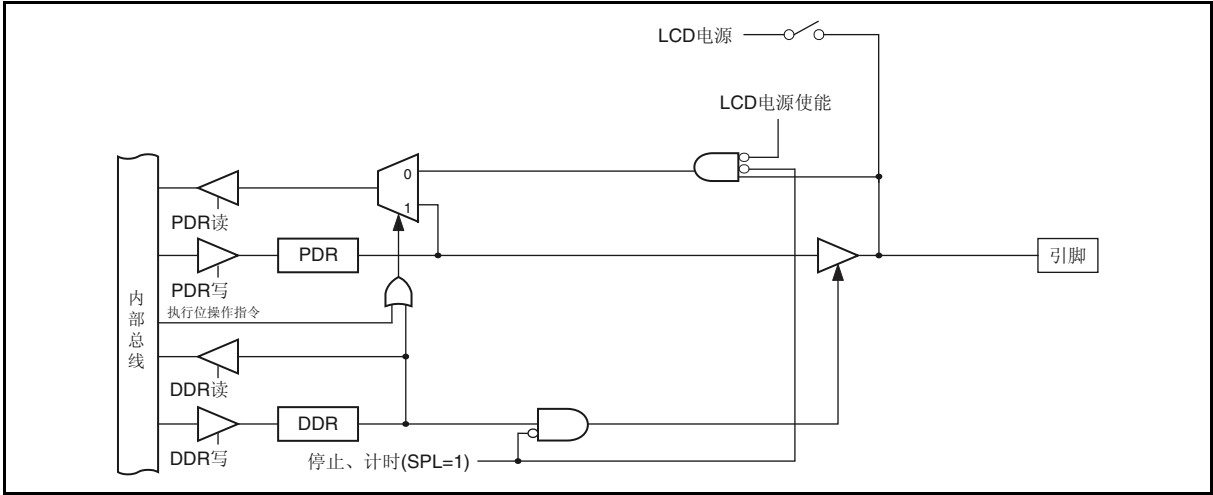 LCD电源
LCD电源使能
0
PDR读
1
PDR
引脚
PDR写
执行位操作指令
内部总线
DDR读
DDR
DDR写
停止、计时(SPL=1)